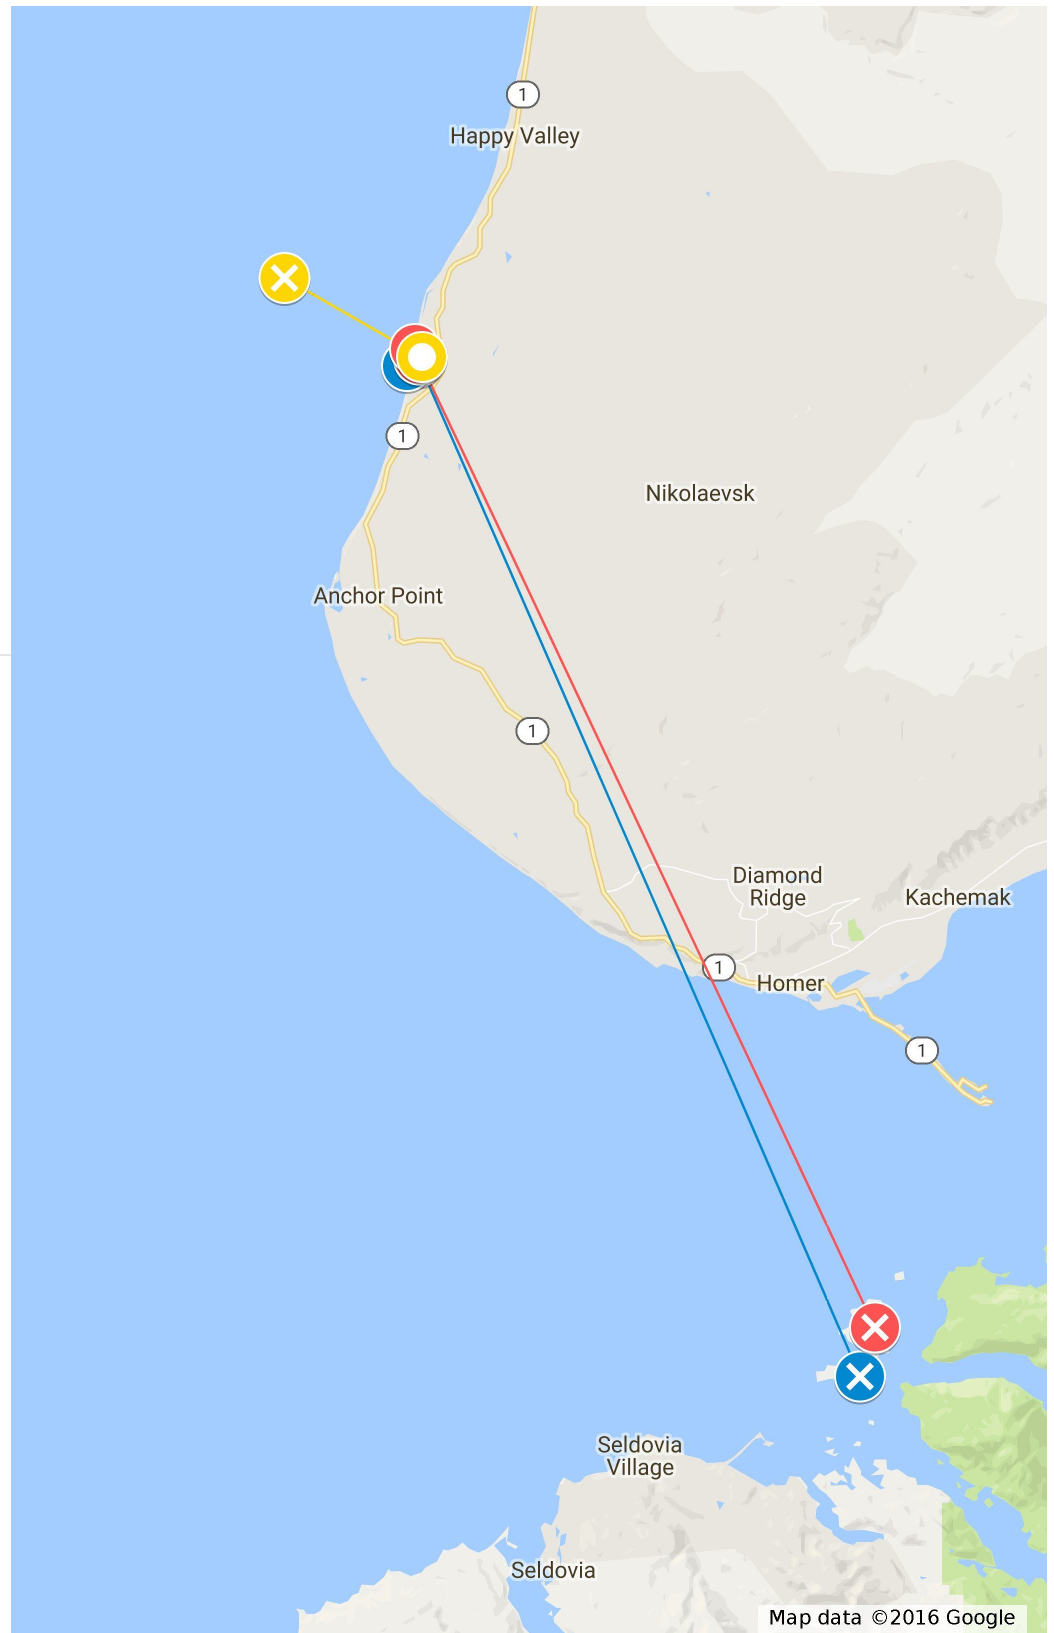 1
Happy Valley
1
Nikolaevsk
Anchor Point
1
Diamond
Ridge
Kachemak
1
Homer
1
Seldovia
Village
Seldovia
Map data ©2016 Google